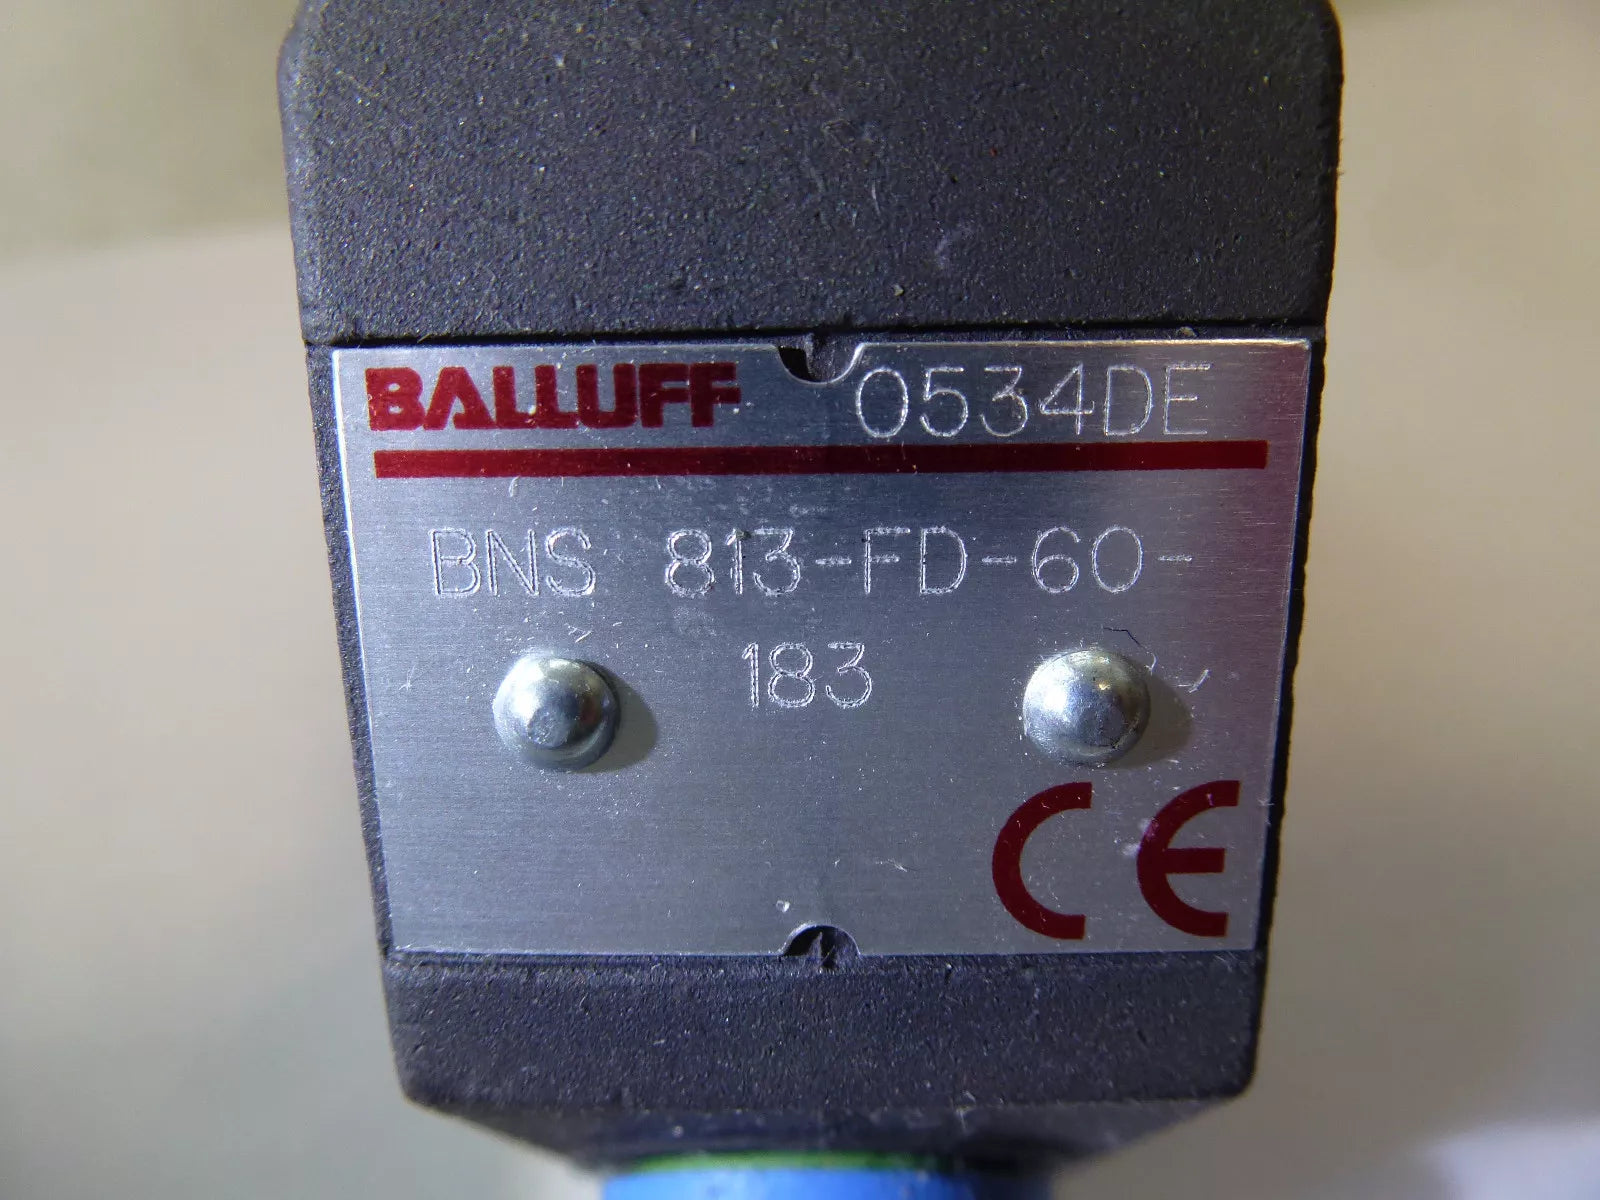 BALLUFF 0534DE
BNS 813-FD-60-
183
CE